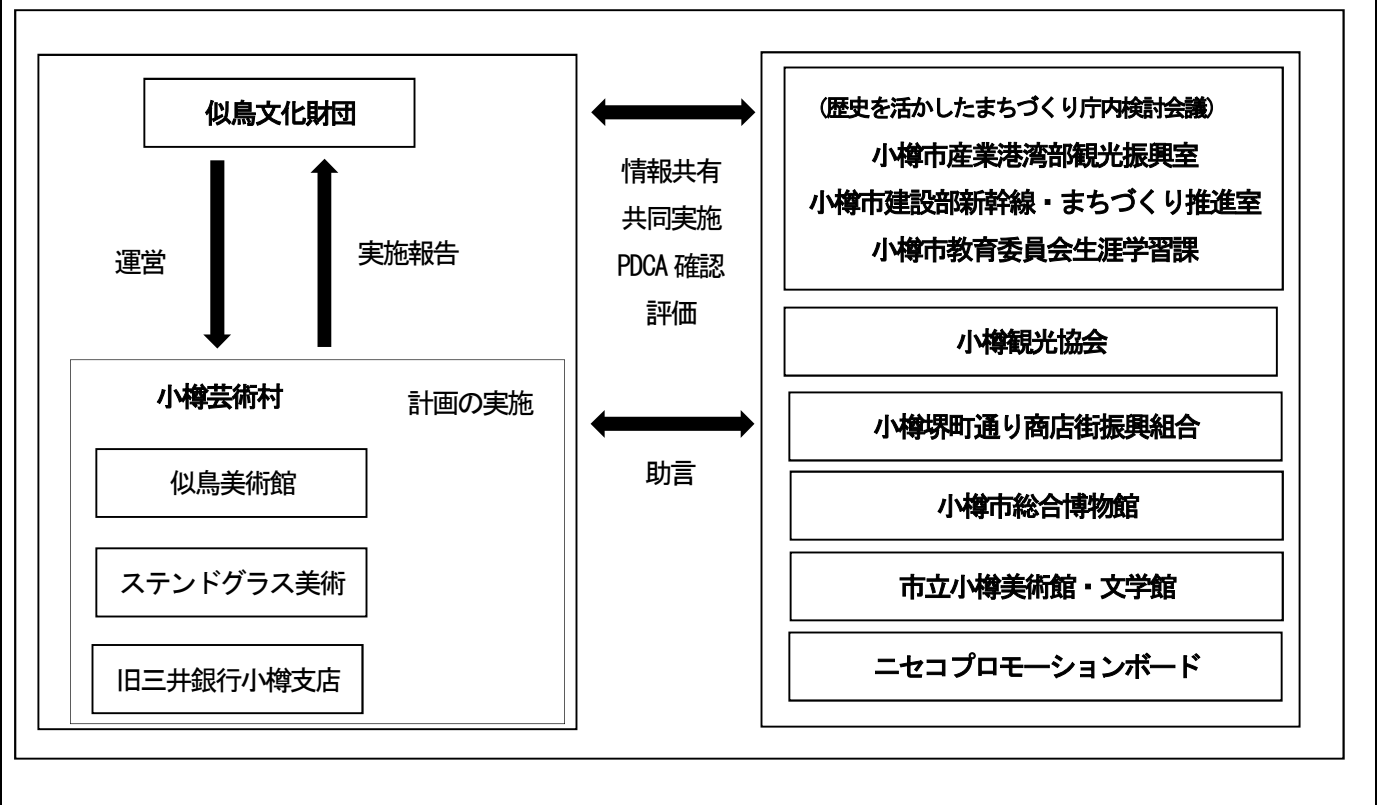 似鳥文化財団
運営
実施報告
小樽芸術村
計画の実施
似鳥美術館
ステンドグラス美術
旧三井銀行小樽支店
情報共有
共同実施
PDCA 確認
評価
助言
(歴史を活かしたまちづくり庁内検討会議)
小樽市産業港湾部観光振興室
小樽市建設部新幹線・まちづくり推進室
小樽市教育委員会生涯学習課
小樽観光協会
小樽堺町通り商店街振興組合
小樽市総合博物館
市立小樽美術館・文学館
ニセコプロモーションボード